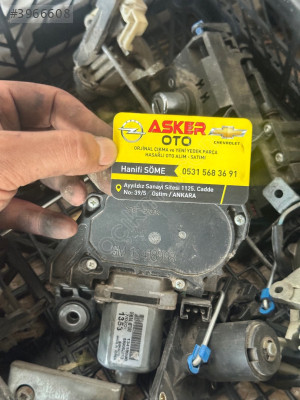 #3966608
ASKER
OTO
CHEVROLET
ORJİNAL ÇIKMA ve YENİ YEDEK PARÇA
HASARLI OTO ALIM - SATIMI
Hanifi SÖME
0531 568 36 91
Ayyıldız Sanayi Sitesi 1125. Cadde
No: 39/5 Ostim / ANKARA